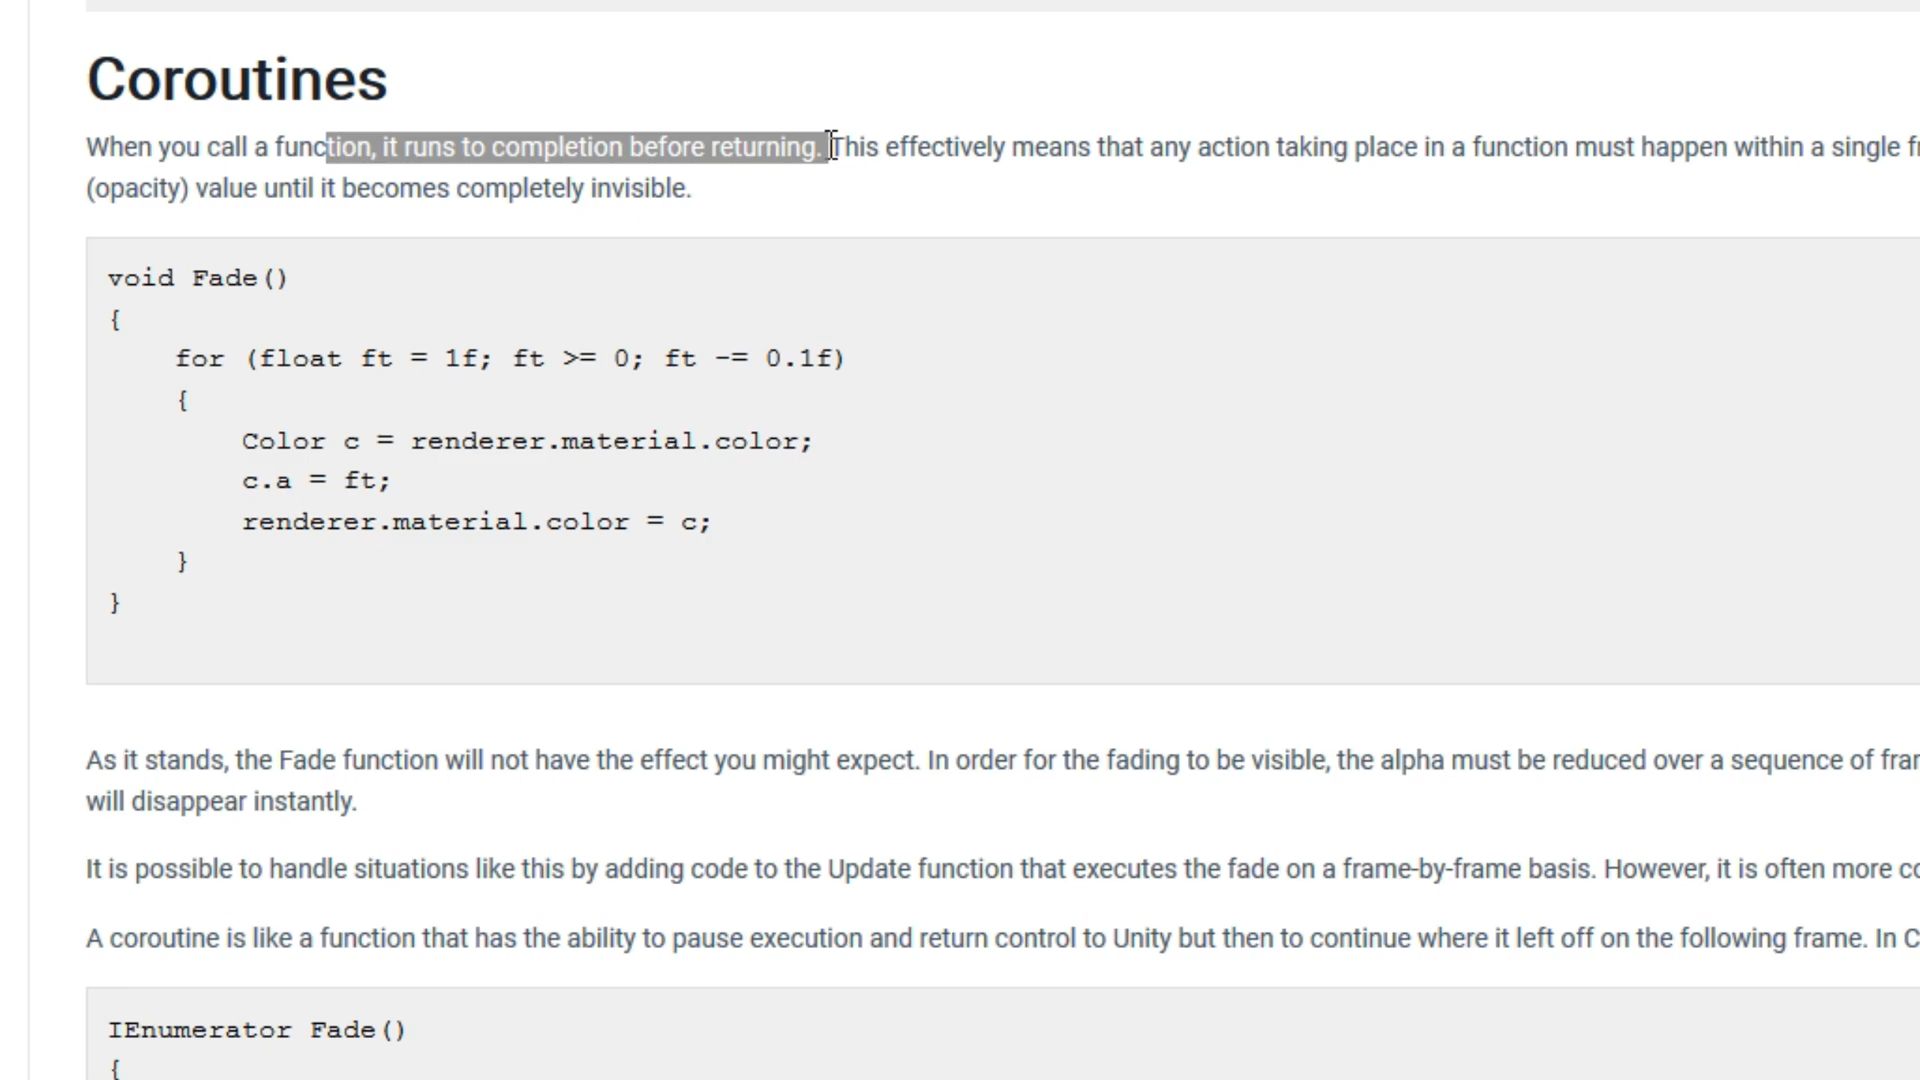 Coroutines
When you call a function, it runs to completion before returning. This effectively means that any action taking place in a function must happen within a single
(opacity) value until it becomes completely invisible.
void Fade()
{
for (float ft = 1f; ft >= 0; ft -= 0.1f)
{
Color c = renderer.material.color;
c.a = ft;
renderer.material.color = c;
}
}
As it stands, the Fade function will not have the effect you might expect. In order for the fading to be visible, the alpha must be reduced over a sequence of
will disappear instantly.
It is possible to handle situations like this by adding code to the Update function that executes the fade on a frame-by-frame basis. However, it is often more
A coroutine is like a function that has the ability to pause execution and return control to Unity but then to continue where it left off on the following frame. In
IEnumerator Fade()
{